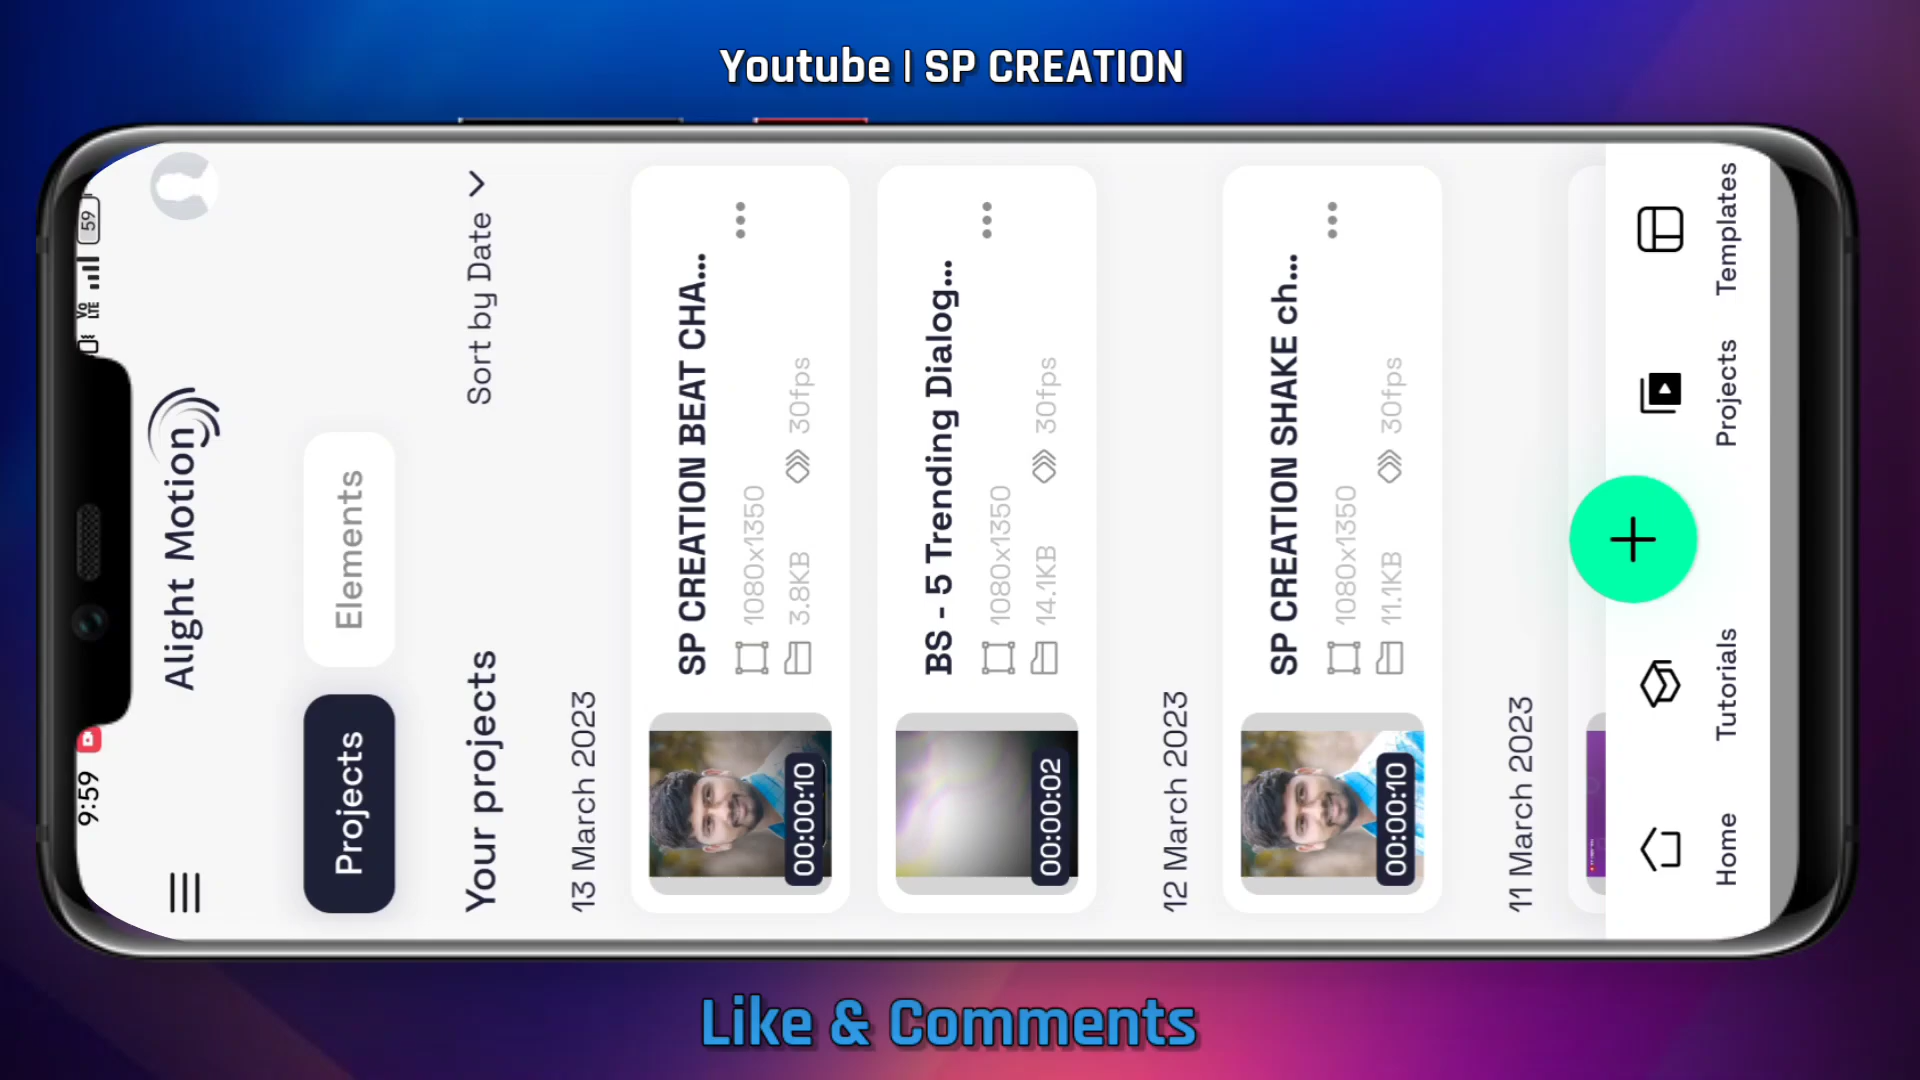 Youtube | SP CREATION
9:59
Vo
LTE
59
Alight Motion
Projects
Elements
Your projects
Sort by Date
13 March 2023
SP CREATION BEAT CHA...
1080x1350
3.8KB
30fps
00:00:10
BS - 5 Trending Dialog...
1080x1350
14.1KB
30fps
00:00:02
12 March 2023
SP CREATION SHAKE ch...
1080x1350
11.1KB
30fps
00:00:10
11 March 2023
Home
Tutorials
Projects
Templates
Like & Comments